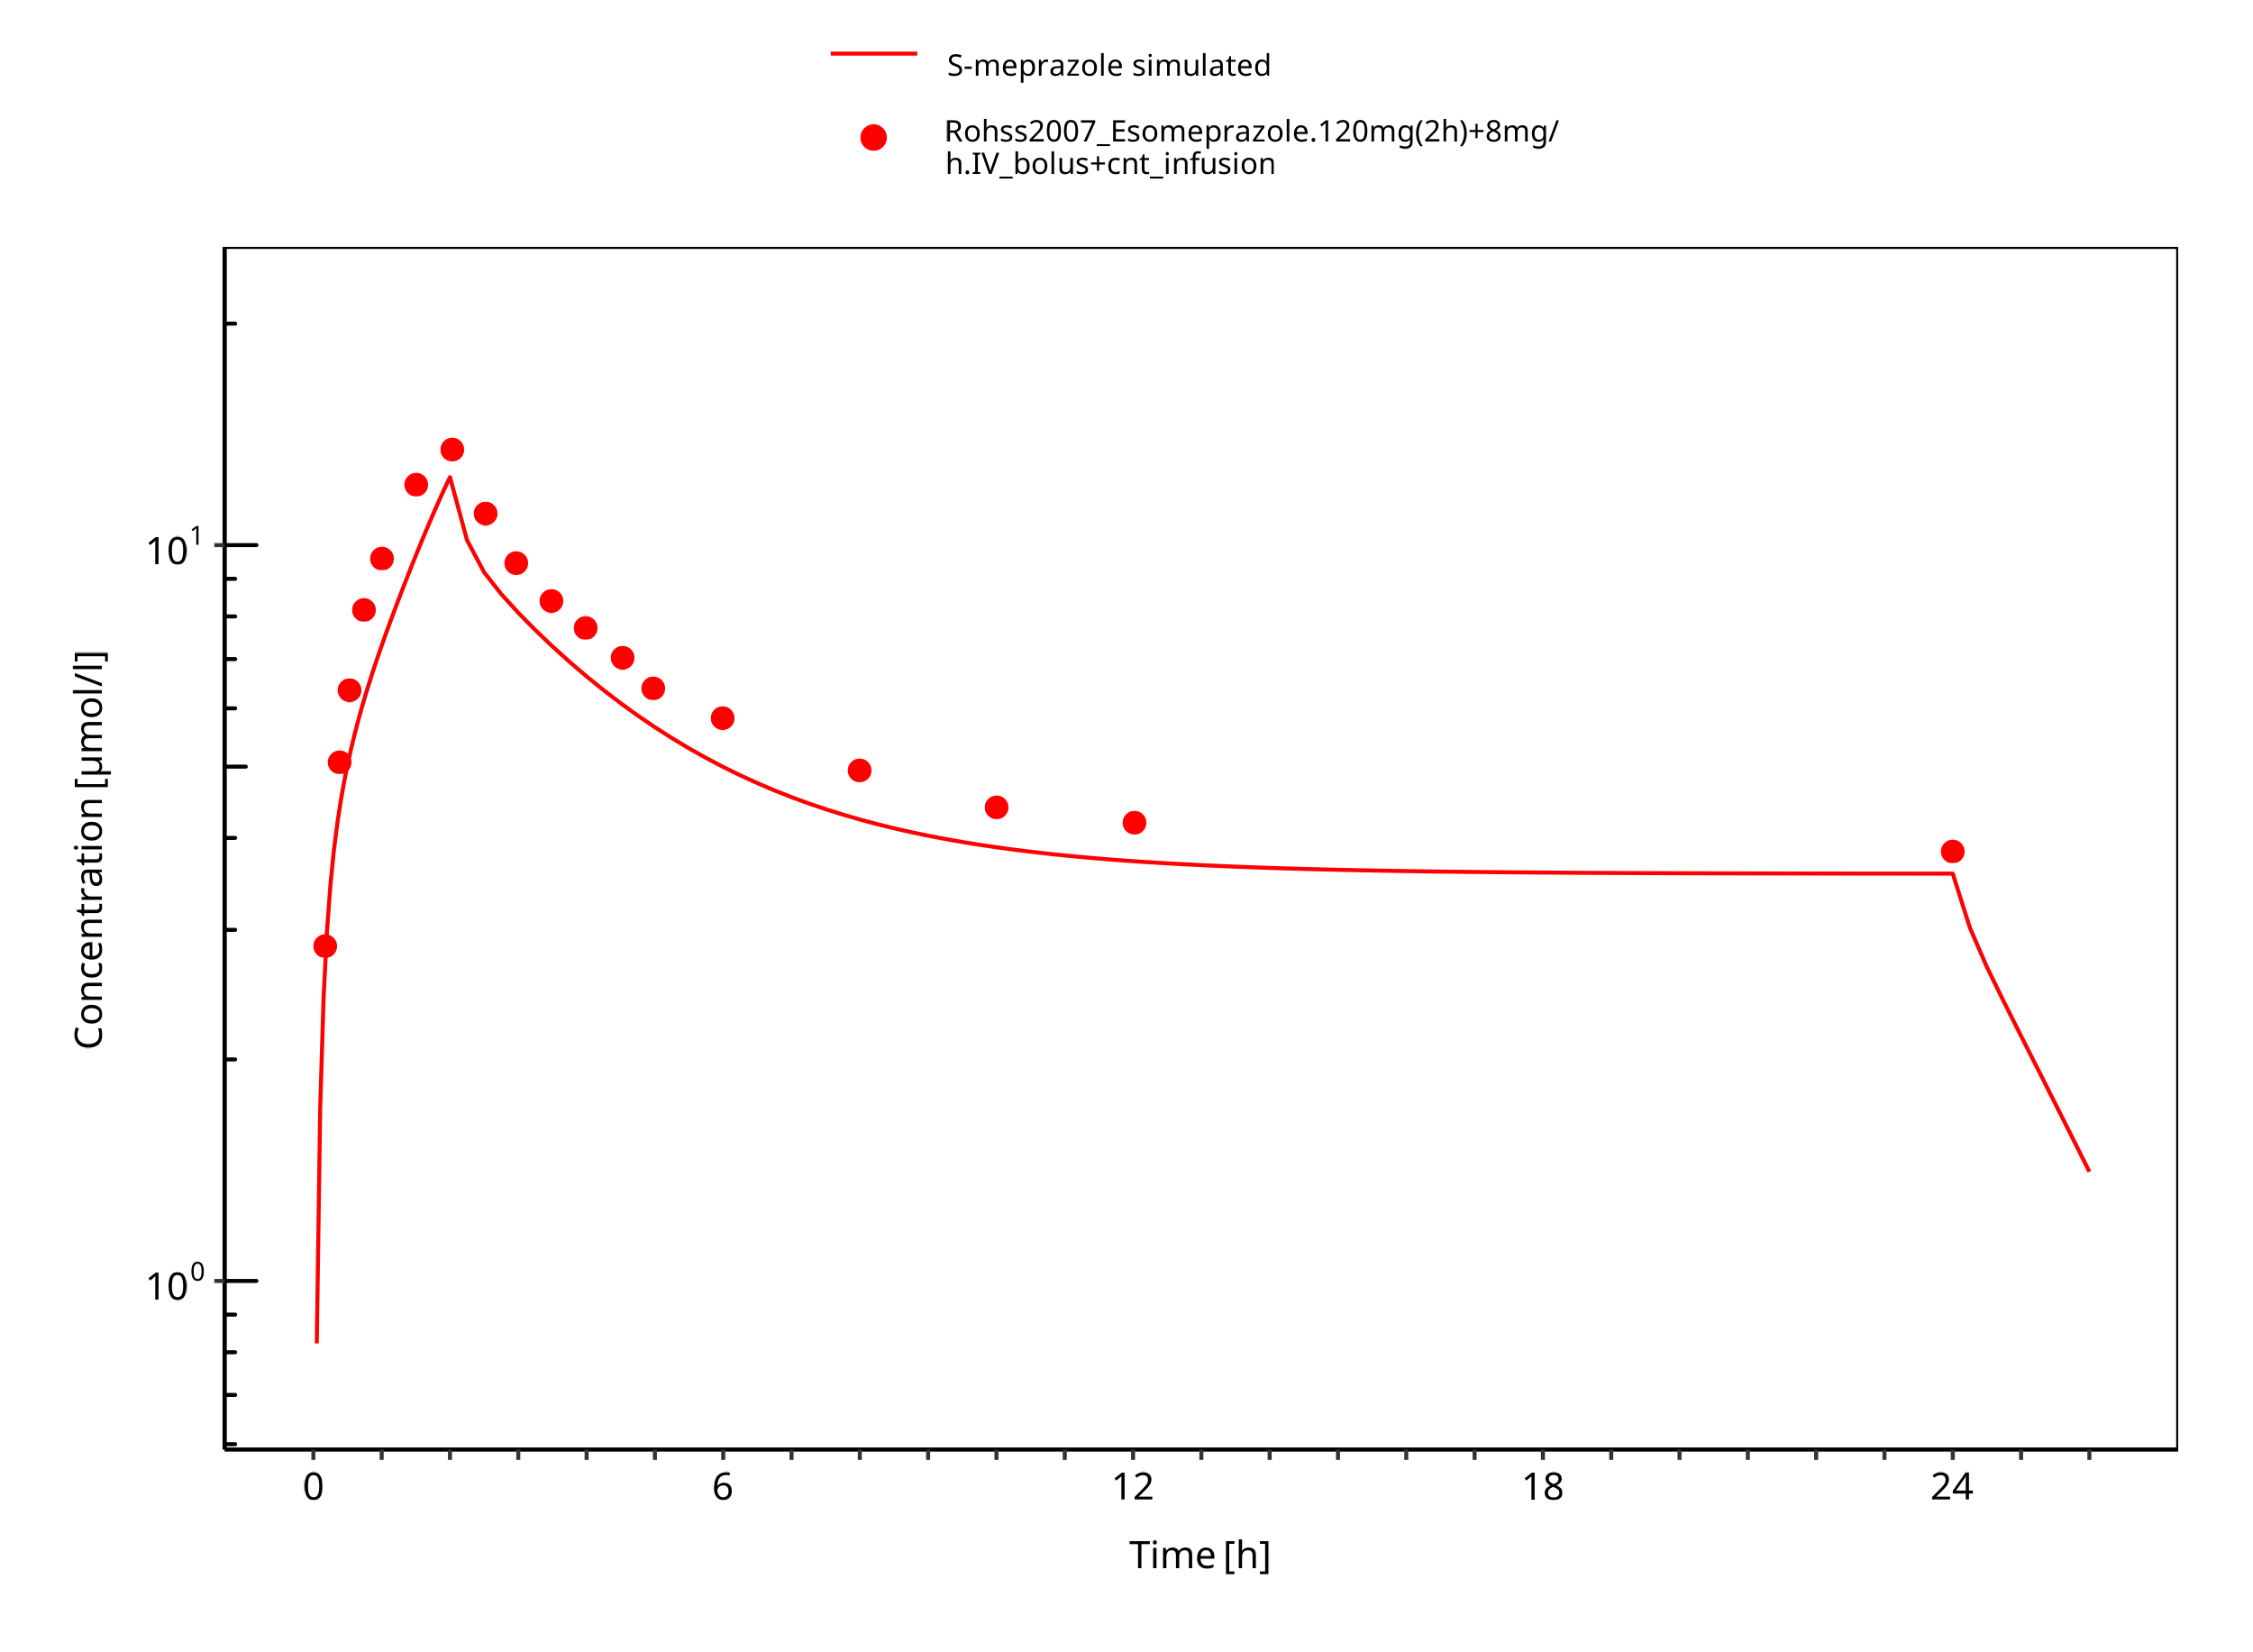 S-meprazole simulated
Rohss2007_Esomeprazole.120mg(2h)+8mg/
h.IV_bolus+cnt_infusion
Concentration [µmol/l]
10¹
10⁰
0 6 12 18 24
Time [h]